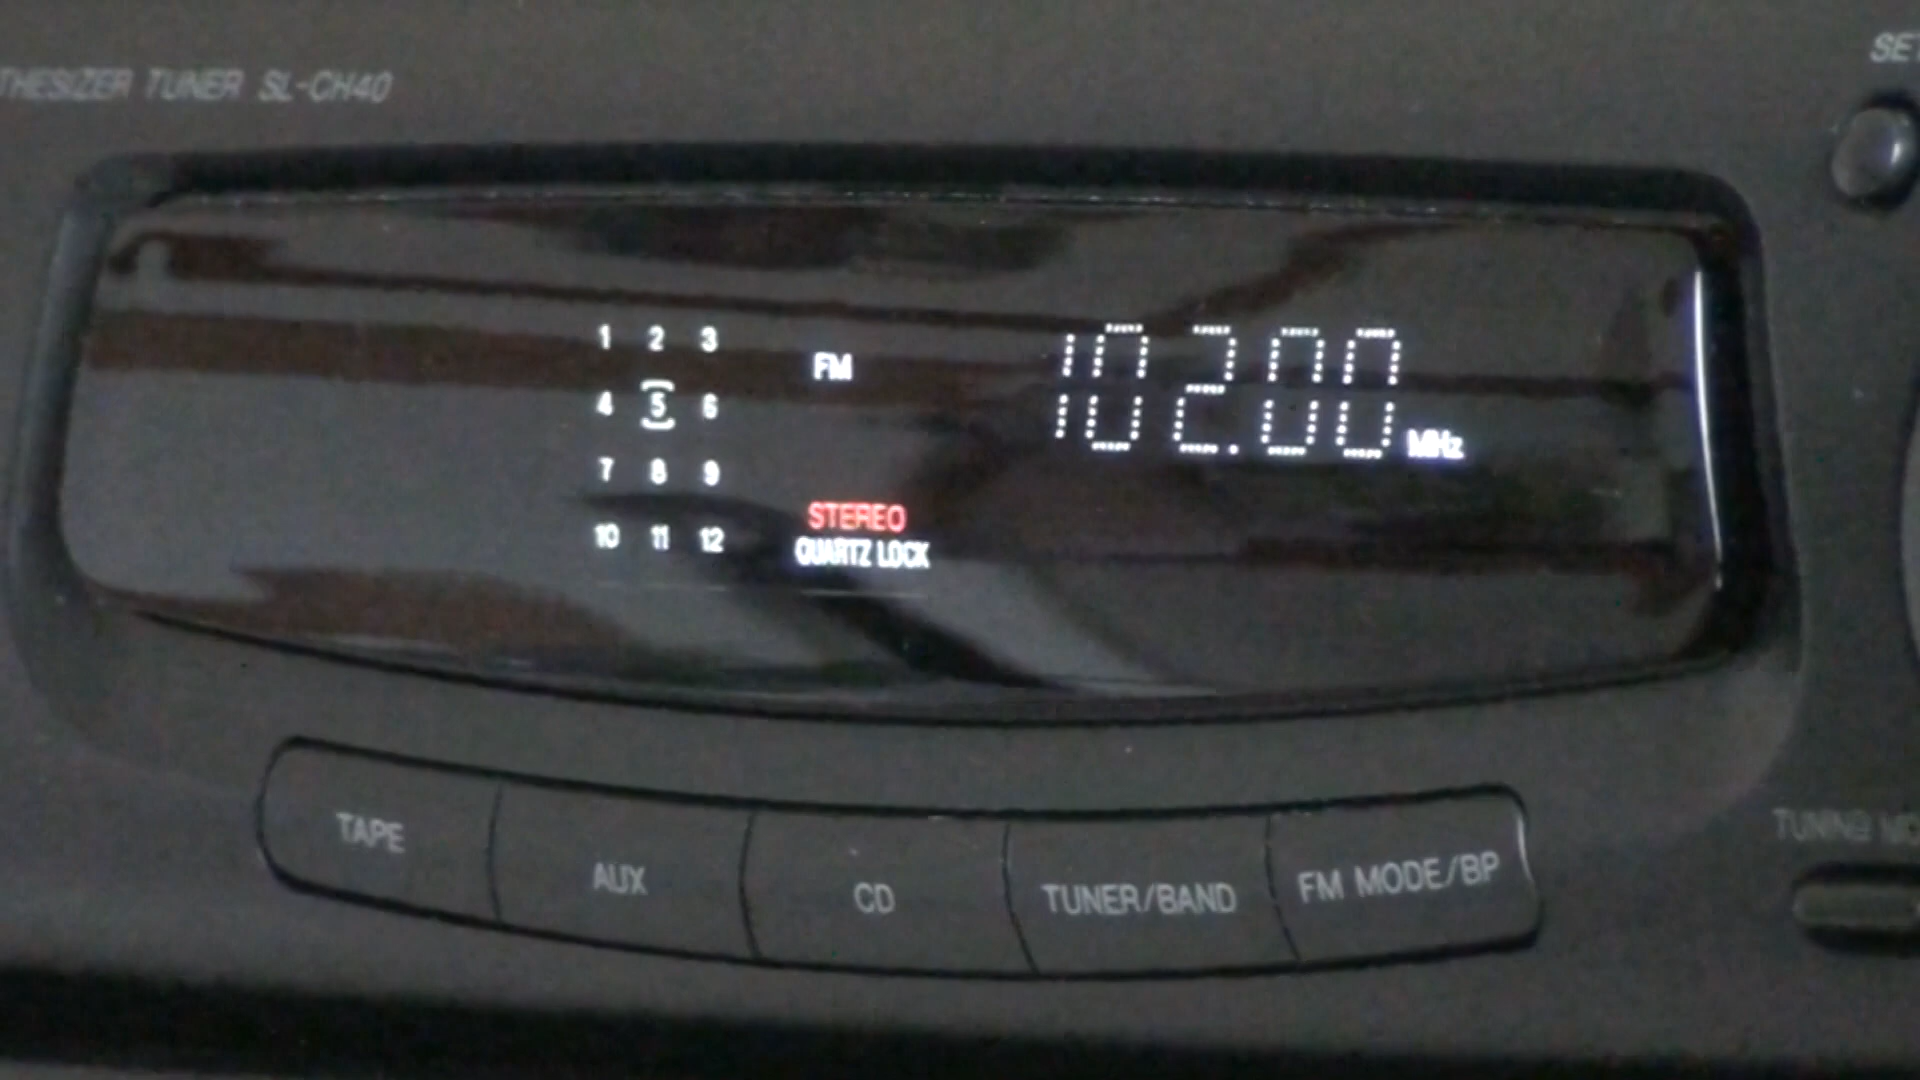 THESIZER TUNER SL-CH40
SET
1 2 3
4 5 6
7 8 9
10 11 12
FM
102.00 MHz
STEREO
QUARTZ LOCK
TAPE
AUX
CD
TUNER/BAND
FM MODE/BP
TUNING MO